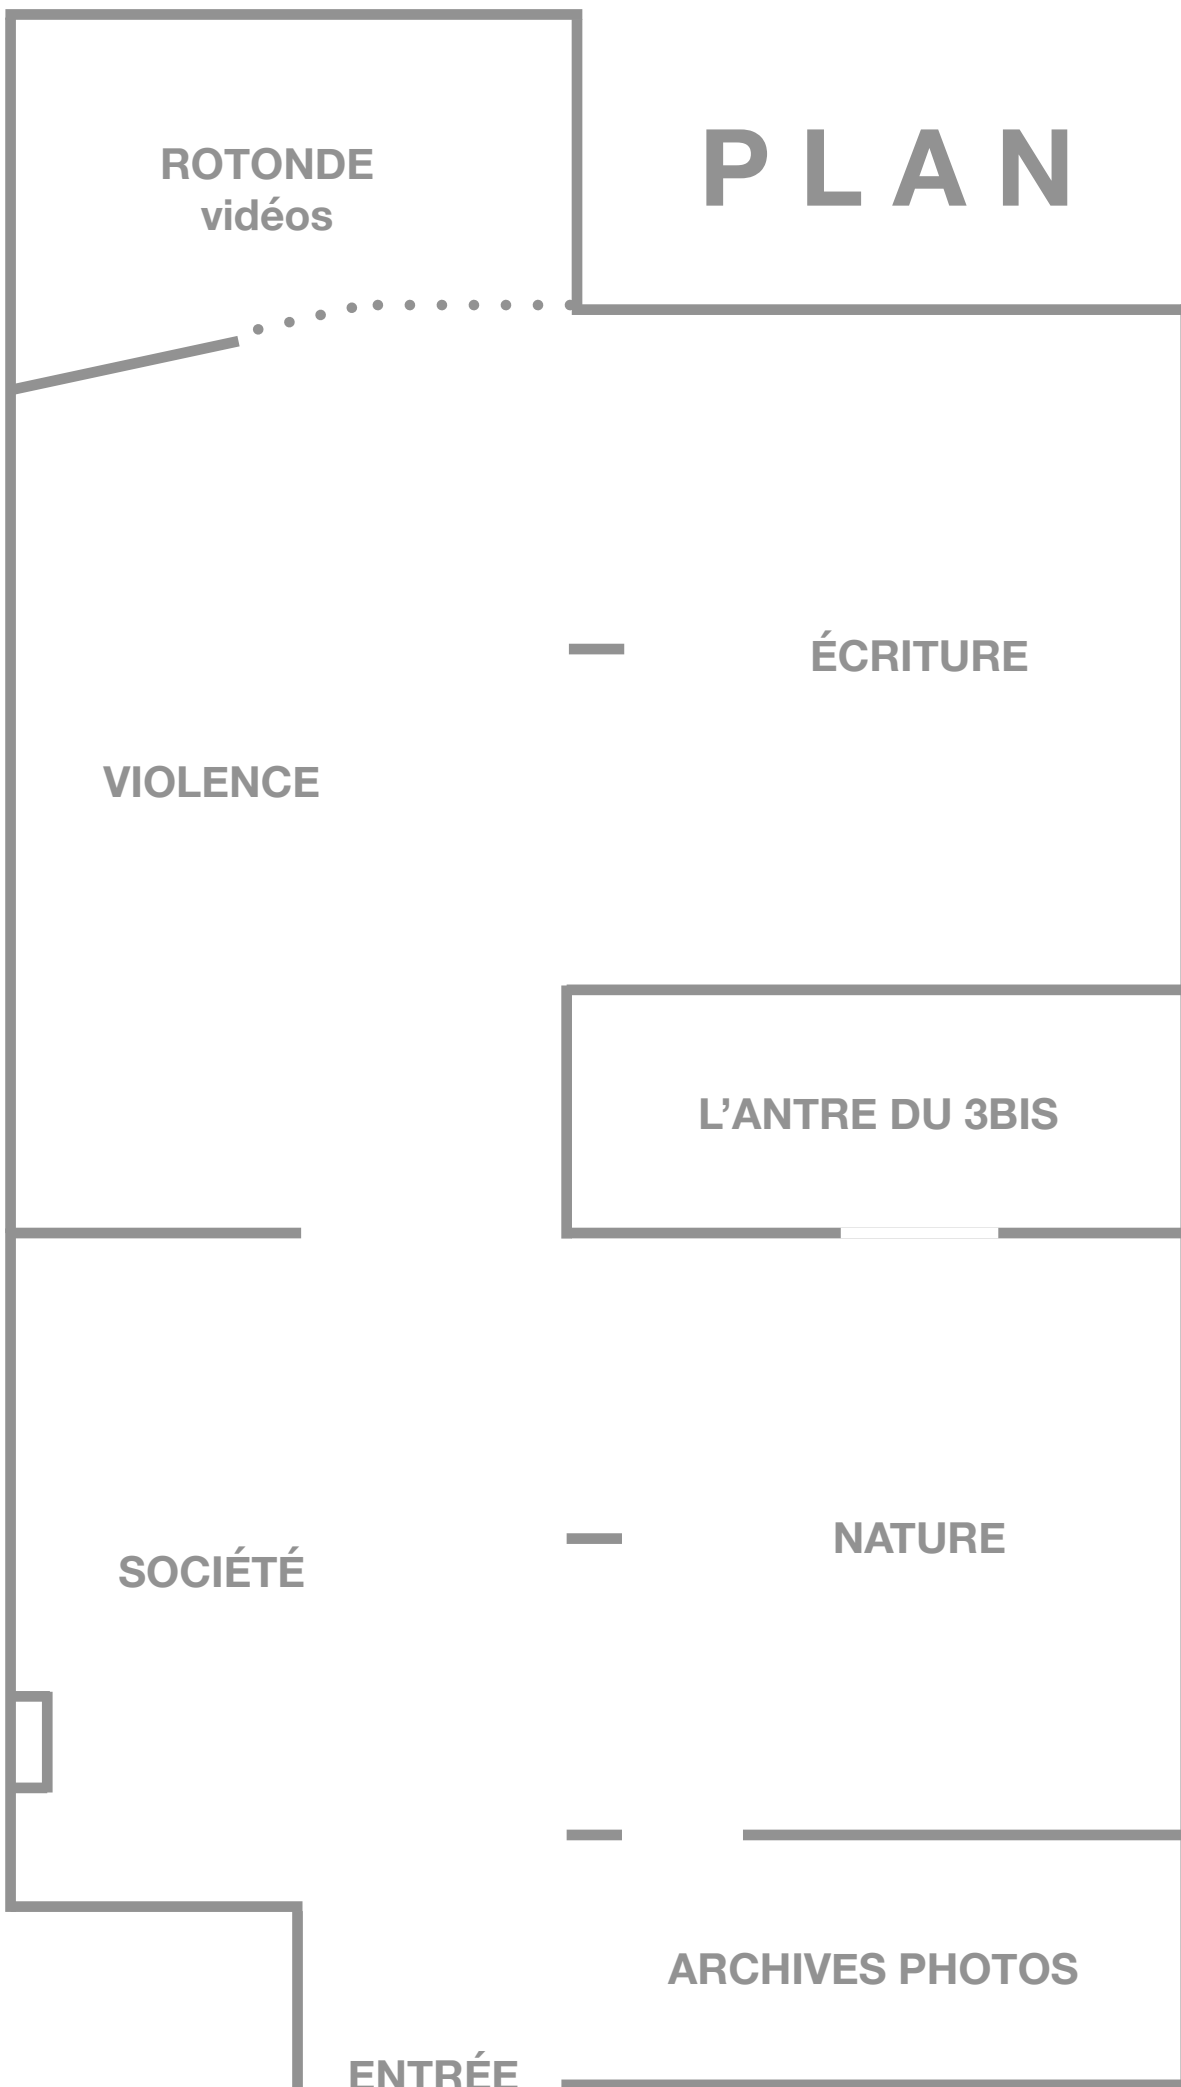 PLAN
ROTONDE
vidéos
ÉCRITURE
VIOLENCE
L’ANTRE DU 3BIS
NATURE
SOCIÉTÉ
ARCHIVES PHOTOS
ENTRÉE